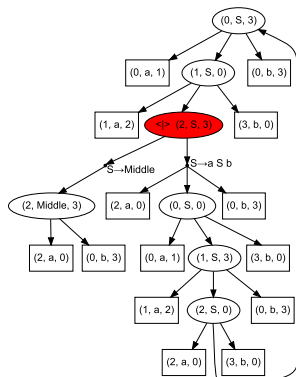 (0, S, 3)
(0, a, 1) (1, S, 0) (0, b, 3)
(1, a, 2) <|> (2, S, 3) (3, b, 0)
S→Middle S→a S b
(2, Middle, 3) (2, a, 0) (0, S, 0) (0, b, 3)
(2, a, 0) (0, b, 3) (0, a, 1) (1, S, 3) (3, b, 0)
(1, a, 2) (2, S, 0) (0, b, 3)
(2, a, 0) (3, b, 0)